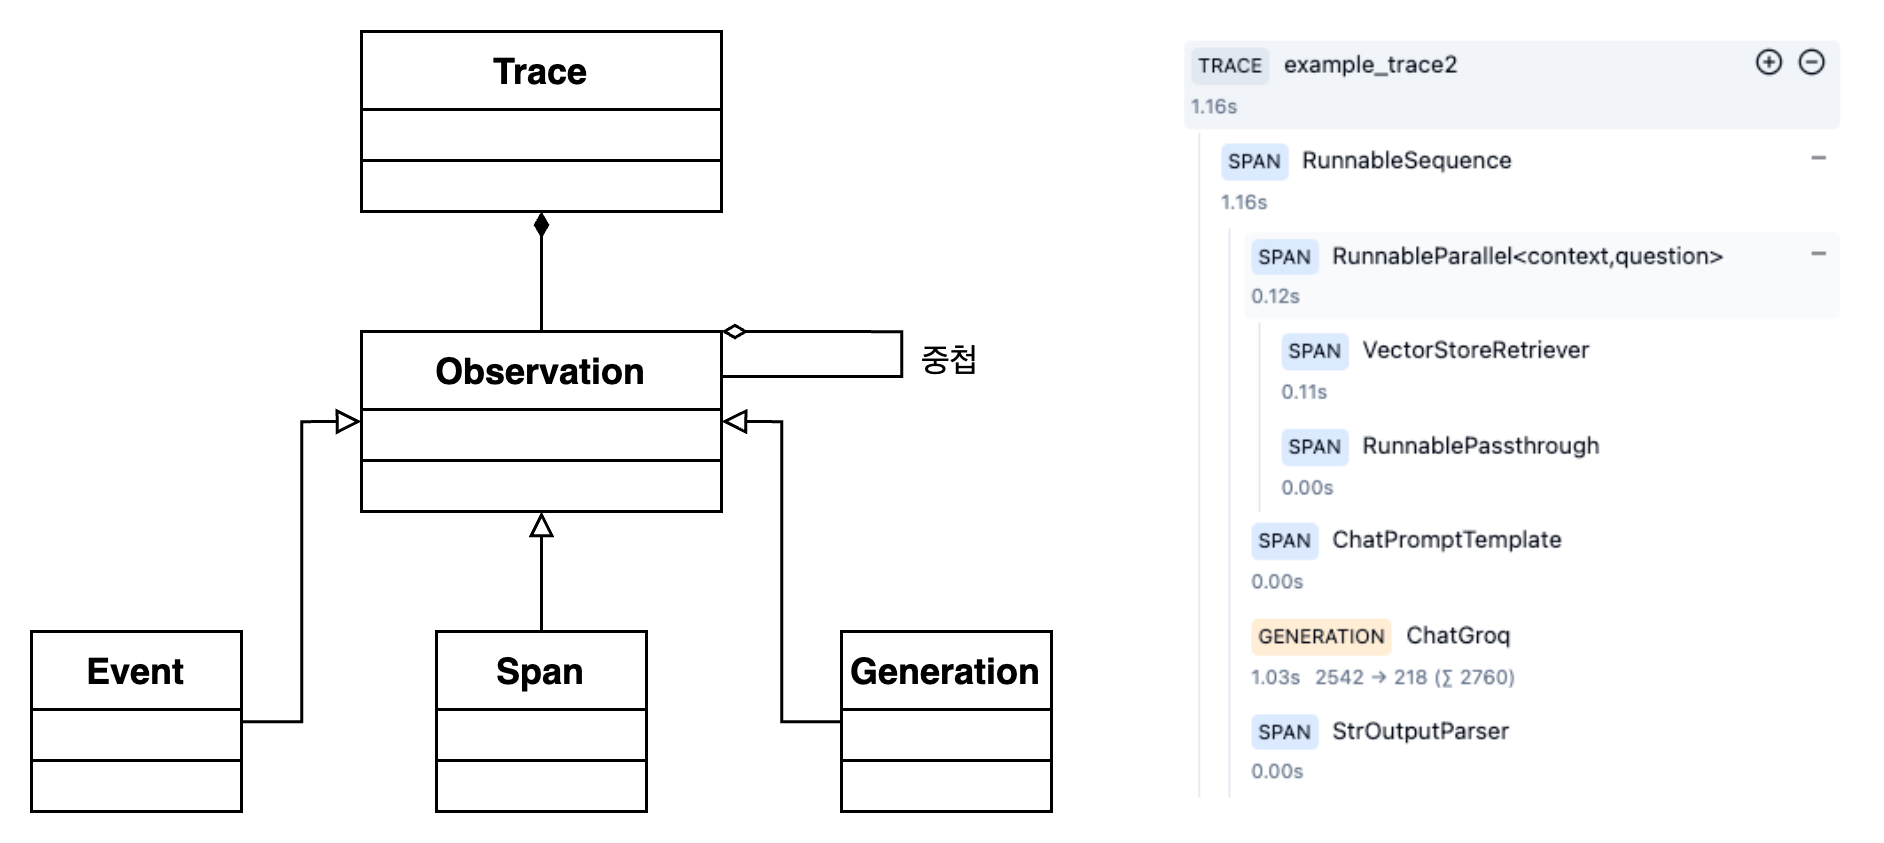 Trace
Observation
중첩
Event
Span
Generation
TRACE example_trace2
1.16s
SPAN RunnableSequence
1.16s
SPAN RunnableParallel<context,question>
0.12s
SPAN VectorStoreRetriever
0.11s
SPAN RunnablePassthrough
0.00s
SPAN ChatPromptTemplate
0.00s
GENERATION ChatGroq
1.03s 2542 → 218 (∑ 2760)
SPAN StrOutputParser
0.00s